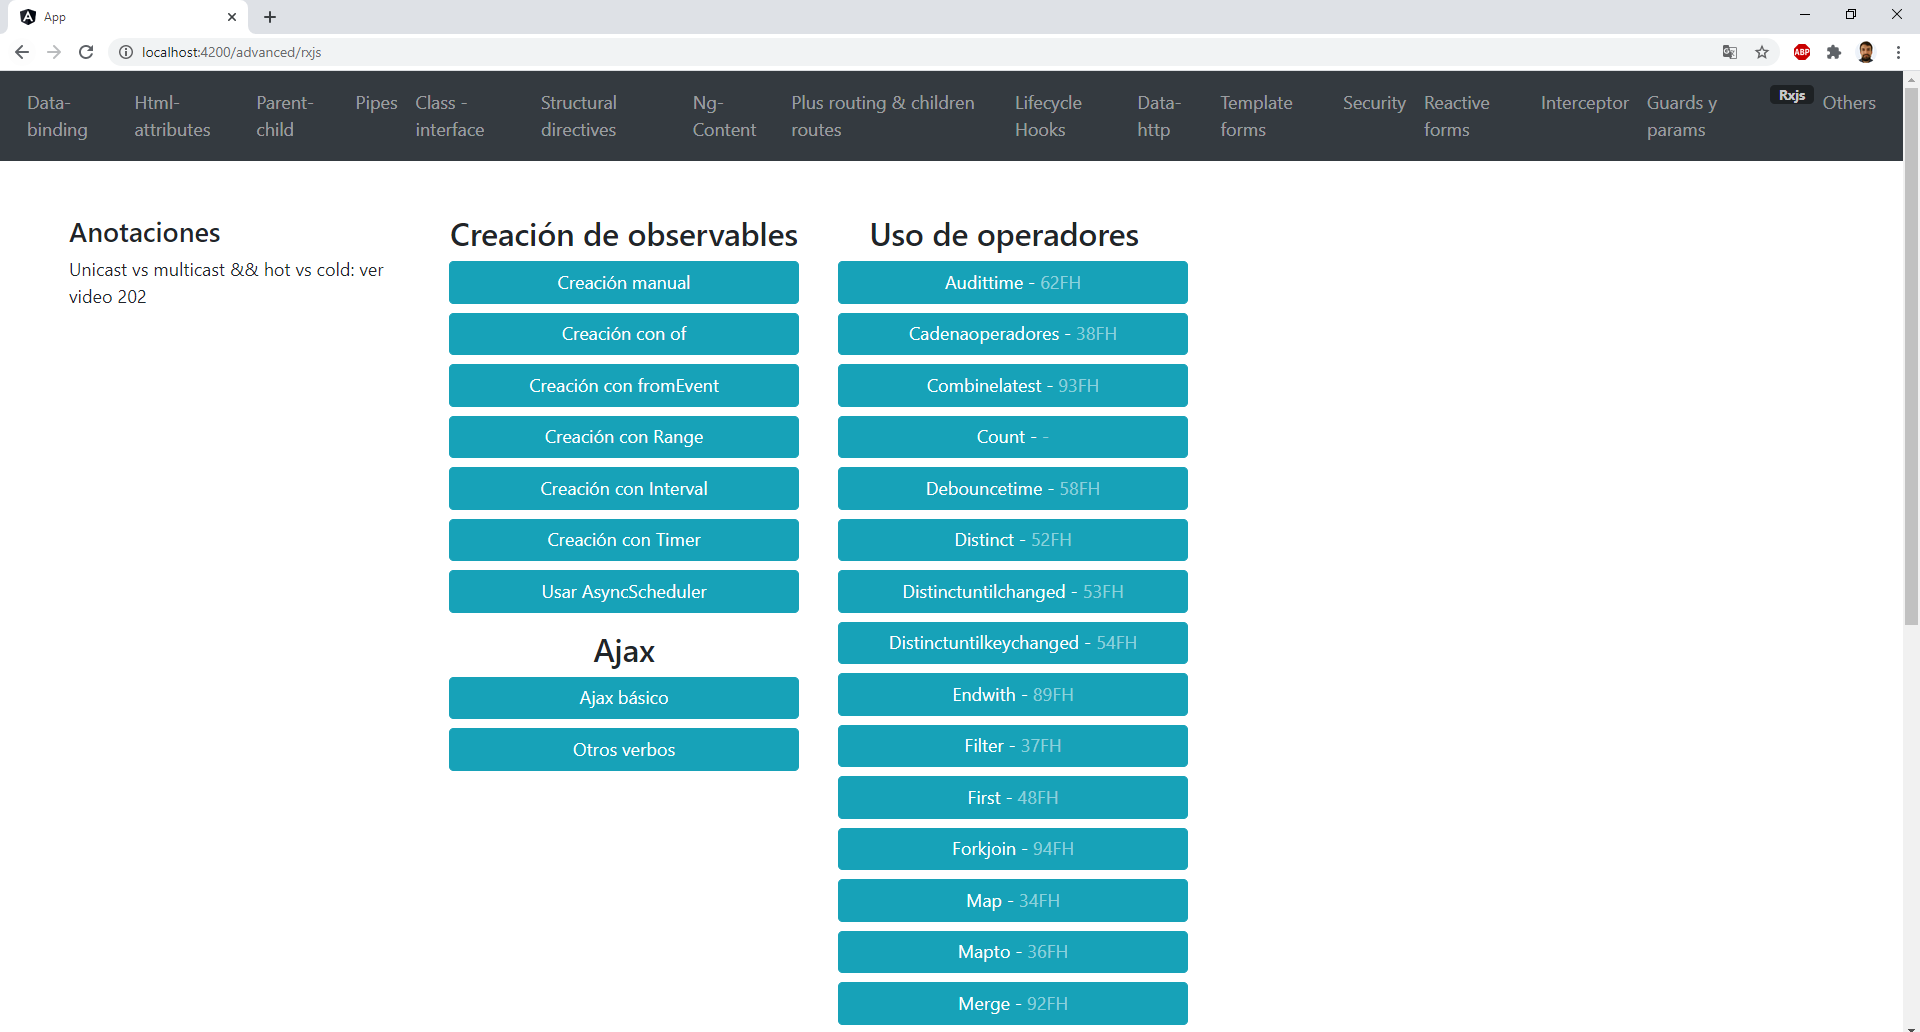 App
localhost:4200/advanced/rxjs
ABP
Data-
binding
Html-
attributes
Parent-
child
Pipes
Class -
interface
Structural
directives
Ng-
Content
Plus routing & children
routes
Lifecycle
Hooks
Data-
http
Template
forms
Security
Reactive
forms
Interceptor
Guards y
params
Rxjs
Others
Anotaciones
Unicast vs multicast && hot vs cold: ver
video 202
Creación de observables
Creación manual
Creación con of
Creación con fromEvent
Creación con Range
Creación con Interval
Creación con Timer
Usar AsyncScheduler
Ajax
Ajax básico
Otros verbos
Uso de operadores
Audittime - 62FH
Cadenaoperadores - 38FH
Combinelatest - 93FH
Count - -
Debouncetime - 58FH
Distinct - 52FH
Distinctuntilchanged - 53FH
Distinctuntilkeychanged - 54FH
Endwith - 89FH
Filter - 37FH
First - 48FH
Forkjoin - 94FH
Map - 34FH
Mapto - 36FH
Merge - 92FH